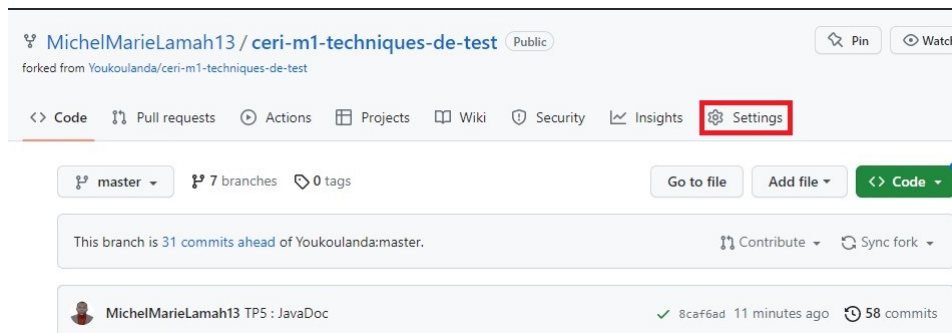 MichelMarieLamah13 / ceri-m1-techniques-de-test Public Pin Watch
forked from Youkoulanda/ceri-m1-techniques-de-test
<> Code Pull requests Actions Projects Wiki Security Insights Settings
master 7 branches 0 tags Go to file Add file <> Code
This branch is 31 commits ahead of Youkoulanda:master. Contribute Sync fork
MichelMarieLamah13 TP5 : JavaDoc 8caf6ad 11 minutes ago 58 commits